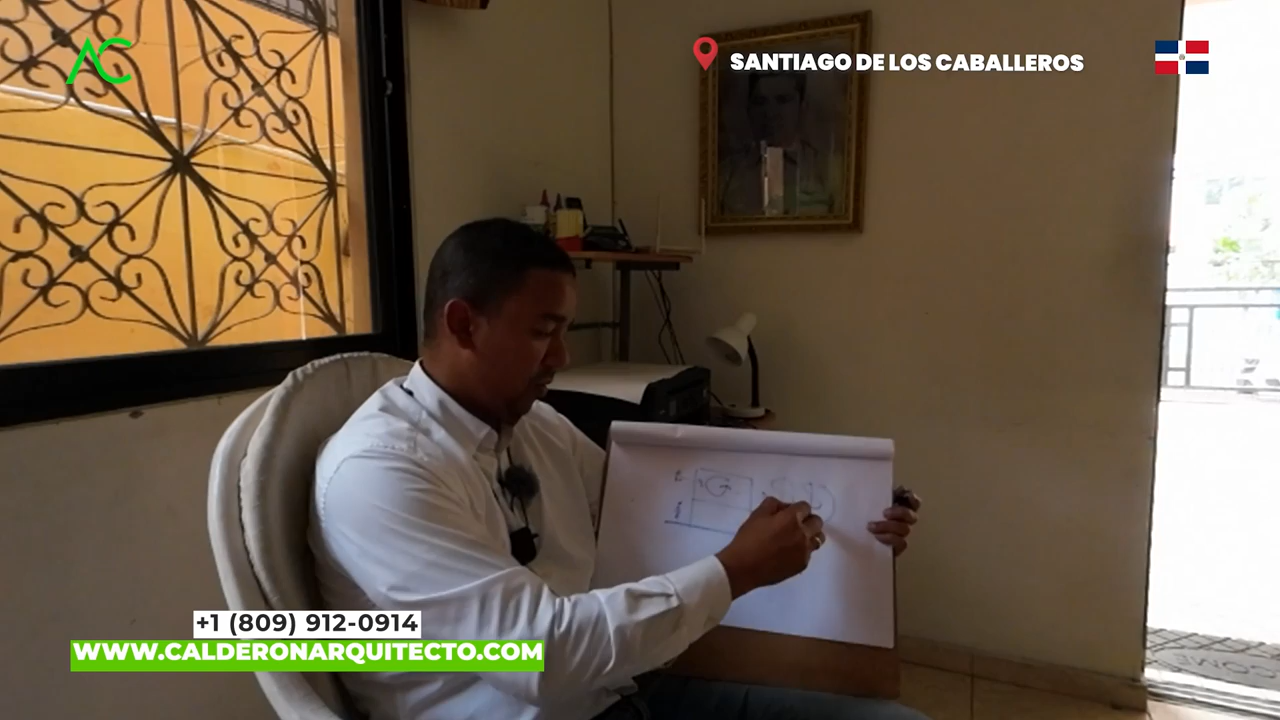 AC
SANTIAGO DE LOS CABALLEROS
+1 (809) 912-0914
WWW.CALDERONARQUITECTO.COM